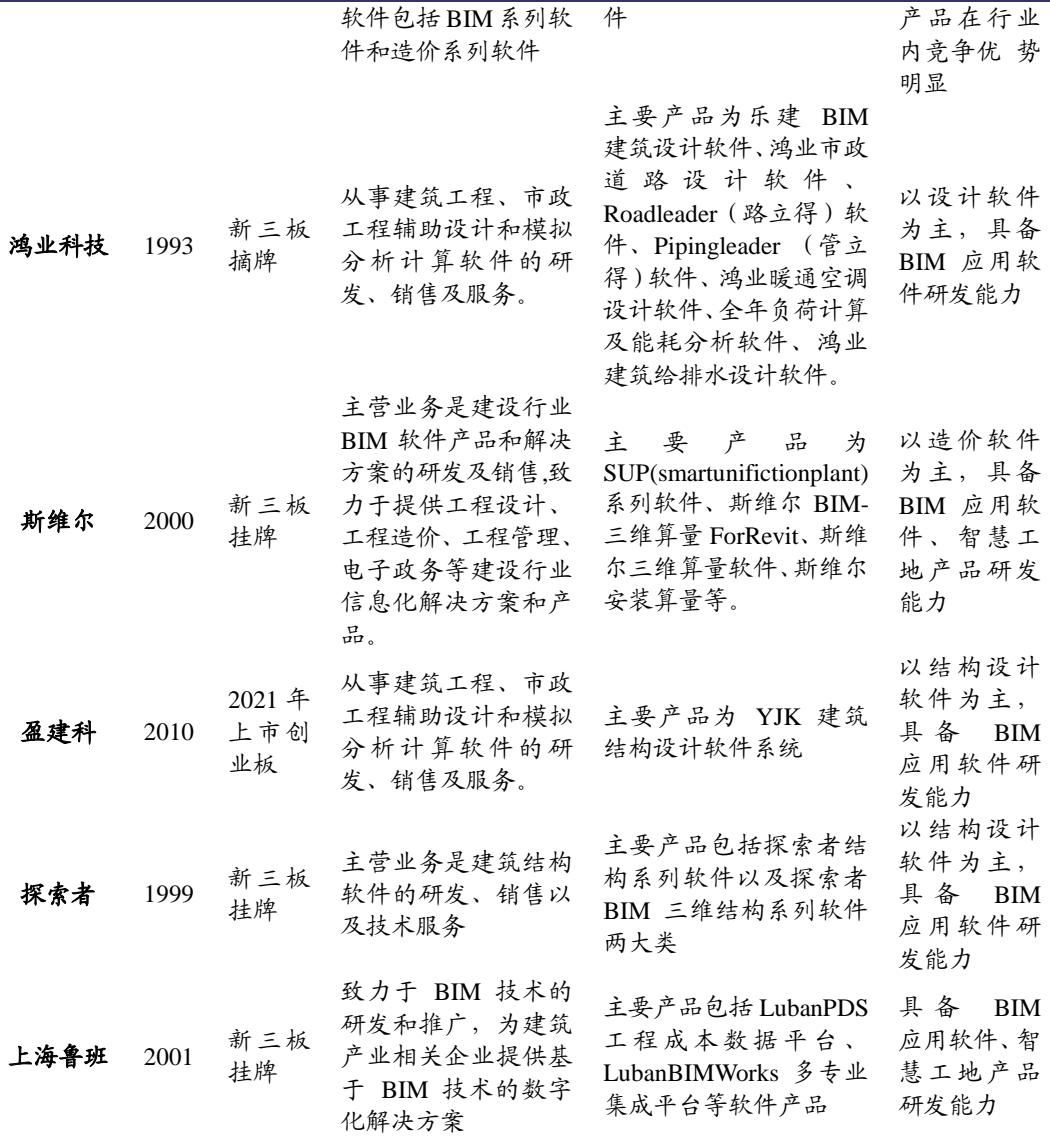 软件包括 BIM 系列软
件和造价系列软件
件
产品在行业
内竞争优 势
明显
鸿业科技
1993
新三板
摘牌
从事建筑工程、市政
工程辅助设计和模拟
分析计算软件的研
发、销售及服务。
主要产品为乐建 BIM
建筑设计软件、鸿业市政
道路设计软件、
Roadleader（路立得）软
件、Pipingleader （管立
得）软件、鸿业暖通空调
设计软件、全年负荷计算
及能耗分析软件、鸿业
建筑给排水设计软件。
以设计软件
为主，具备
BIM 应用软
件研发能力
斯维尔
2000
新三板
挂牌
主营业务是建设行业
BIM 软件产品和解决
方案的研发及销售,致
力于提供工程设计、
工程造价、工程管理、
电子政务等建设行业
信息化解决方案和产
品。
主要产品为
SUP(smartunifictionplant)
系列软件、斯维尔 BIM-
三维算量 ForRevit、斯维
尔三维算量软件、斯维尔
安装算量等。
以造价软件
为主，具备
BIM 应用软
件、智慧工
地产品研发
能力
盈建科
2010
2021 年
上市创
业板
从事建筑工程、市政
工程辅助设计和模拟
分析计算软件的研
发、销售及服务。
主要产品为 YJK 建筑
结构设计软件系统
以结构设计
软件为主，
具备 BIM
应用软件研
发能力
探索者
1999
新三板
挂牌
主营业务是建筑结构
软件的研发、销售以
及技术服务
主要产品包括探索者结
构系列软件以及探索者
BIM 三维结构系列软件
两大类
以结构设计
软件为主，
具备 BIM
应用软件研
发能力
上海鲁班
2001
新三板
挂牌
致力于 BIM 技术的
研发和推广，为建筑
产业相关企业提供基
于 BIM 技术的数字
化解决方案
主要产品包括 LubanPDS
工程成本数据平台、
LubanBIMWorks 多专业
集成平台等软件产品
具备 BIM
应用软件、智
慧工地产品
研发能力